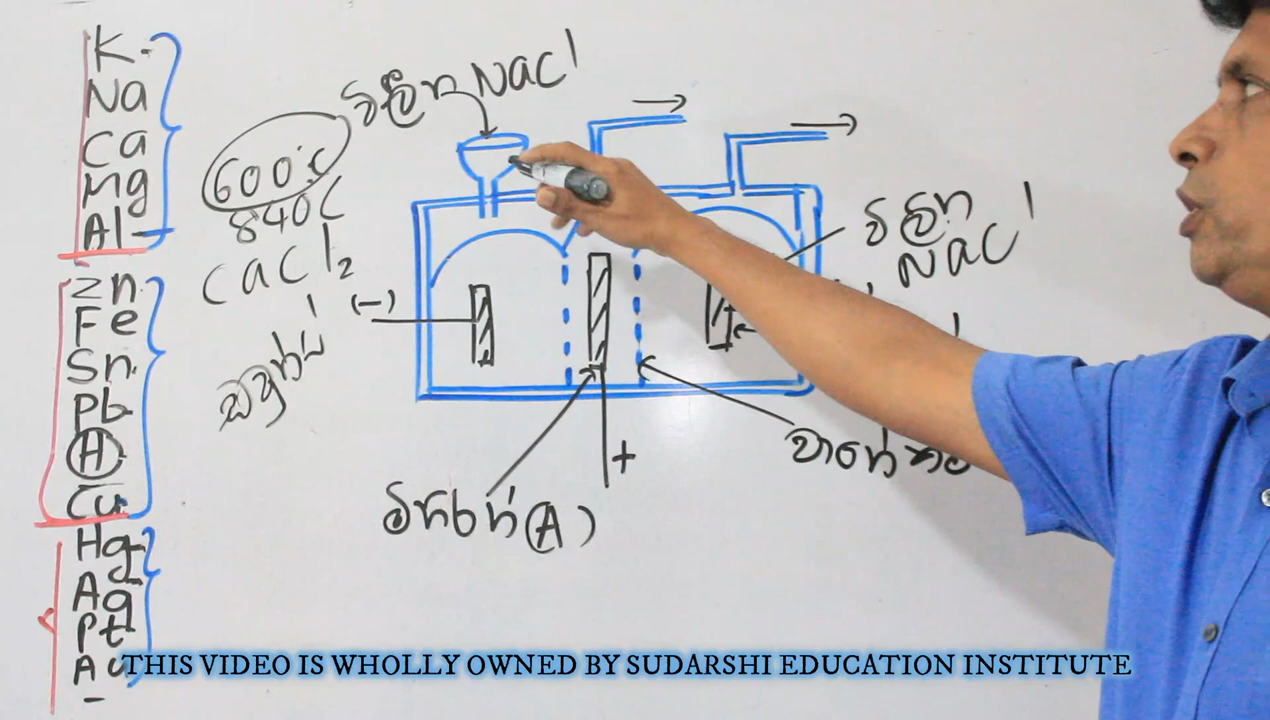 K
Na
Ca
Mg
Al
Zn
Fe
Sn
Pb
H
Cu
Hg
Ag
Pt
Au
විලීන NaCl
600°C
840C
CaCl₂
(-)
විලීන
NaCl
මිනිරන් (A)
+
THIS VIDEO IS WHOLLY OWNED BY SUDARSHI EDUCATION INSTITUTE